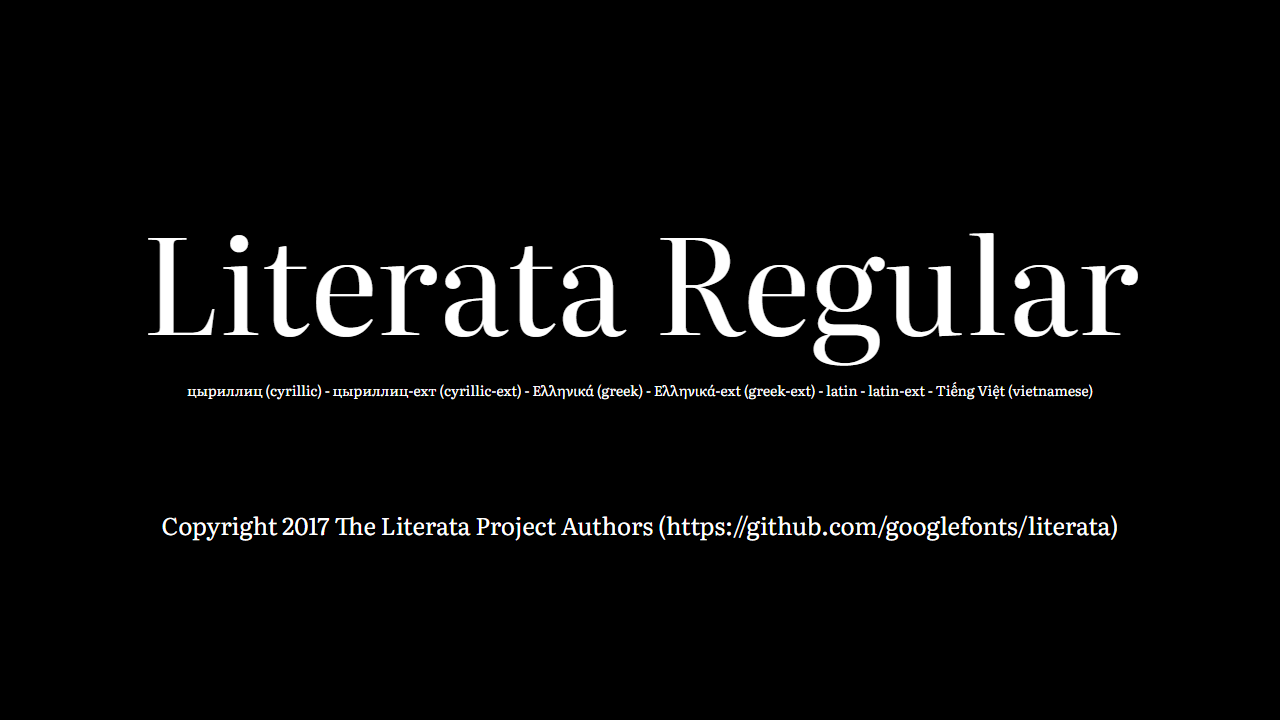 Literata Regular
цыриллиц (cyrillic) - цыриллиц-ехт (cyrillic-ext) - Ελληνικά (greek) - Ελληνικά-ext (greek-ext) - latin - latin-ext - Tiếng Việt (vietnamese)
Copyright 2017 The Literata Project Authors (https://github.com/googlefonts/literata)